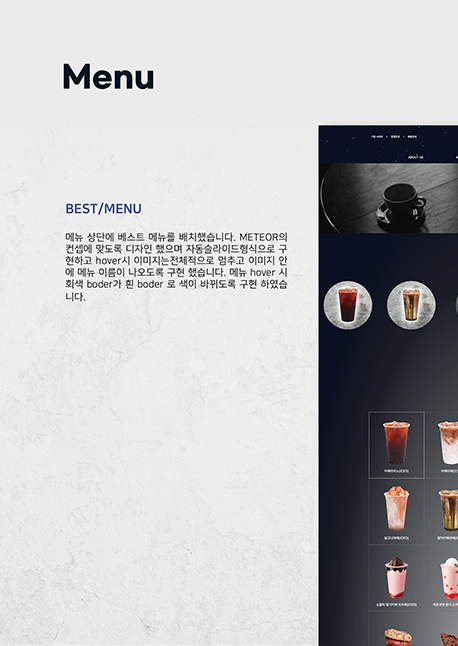 Menu
BEST/MENU
메뉴 상단에 베스트 메뉴를 배치했습니다. METEOR의
컨셉에 맞도록 디자인 했으며 자동슬라이드형식으로 구
현하고 hover시 이미지는전체적으로 멈추고 이미지 안
에 메뉴 이름이 나오도록 구현 했습니다. 메뉴 hover 시
회색 boder가 흰 boder 로 색이 바뀌도록 구현 하였습
니다.
ABOUT US